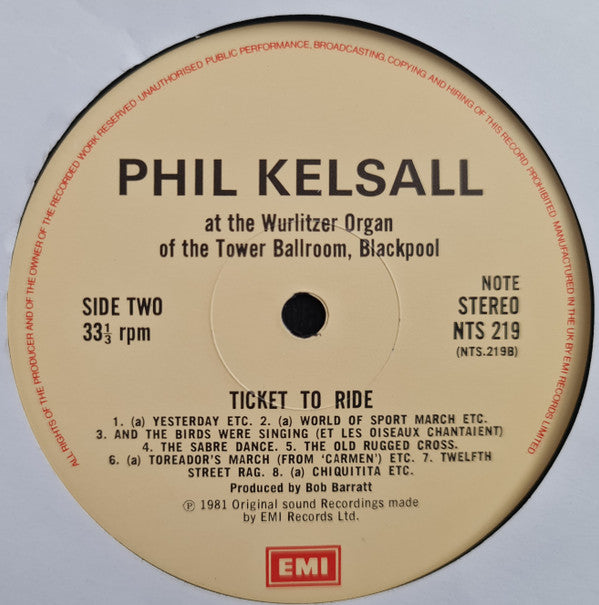 ALL RIGHTS OF THE PRODUCER AND OF THE OWNER OF THE RECORDED WORK RESERVED. UNAUTHORISED PUBLIC PERFORMANCE, BROADCASTING, COPYING AND HIRING OF THIS RECORD PROHIBITED. MANUFACTURED IN THE UK BY EMI RECORDS LIMITED
PHIL KELSALL
at the Wurlitzer Organ
of the Tower Ballroom, Blackpool
SIDE TWO
33⅓ rpm
NOTE
STEREO
NTS 219
(NTS.219B)
TICKET TO RIDE
1. (a) YESTERDAY ETC. 2. (a) WORLD OF SPORT MARCH ETC.
3. AND THE BIRDS WERE SINGING (ET LES OISEAUX CHANTAIENT)
4. THE SABRE DANCE. 5. THE OLD RUGGED CROSS.
6. (a) TOREADOR'S MARCH (FROM 'CARMEN') ETC. 7. TWELFTH
STREET RAG. 8. (a) CHIQUITITA ETC.
Produced by Bob Barratt
℗ 1981 Original sound Recordings made
by EMI Records Ltd.
EMI